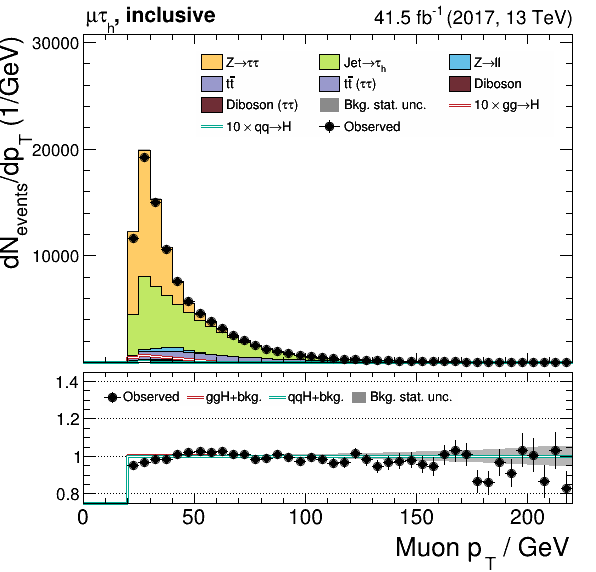 μτh, inclusive 41.5 fb-1 (2017, 13 TeV)
dNevents/dpT (1/GeV)
30000
20000
10000
Z→ττ Jet→τh Z→ll
tt̄ tt̄ (ττ) Diboson
Diboson (ττ) Bkg. stat. unc. 10 × gg→H
10 × qq→H Observed
1.4
1.2
1
0.8
Observed ggH+bkg. qqH+bkg. Bkg. stat. unc.
0 50 100 150 200
Muon pT / GeV